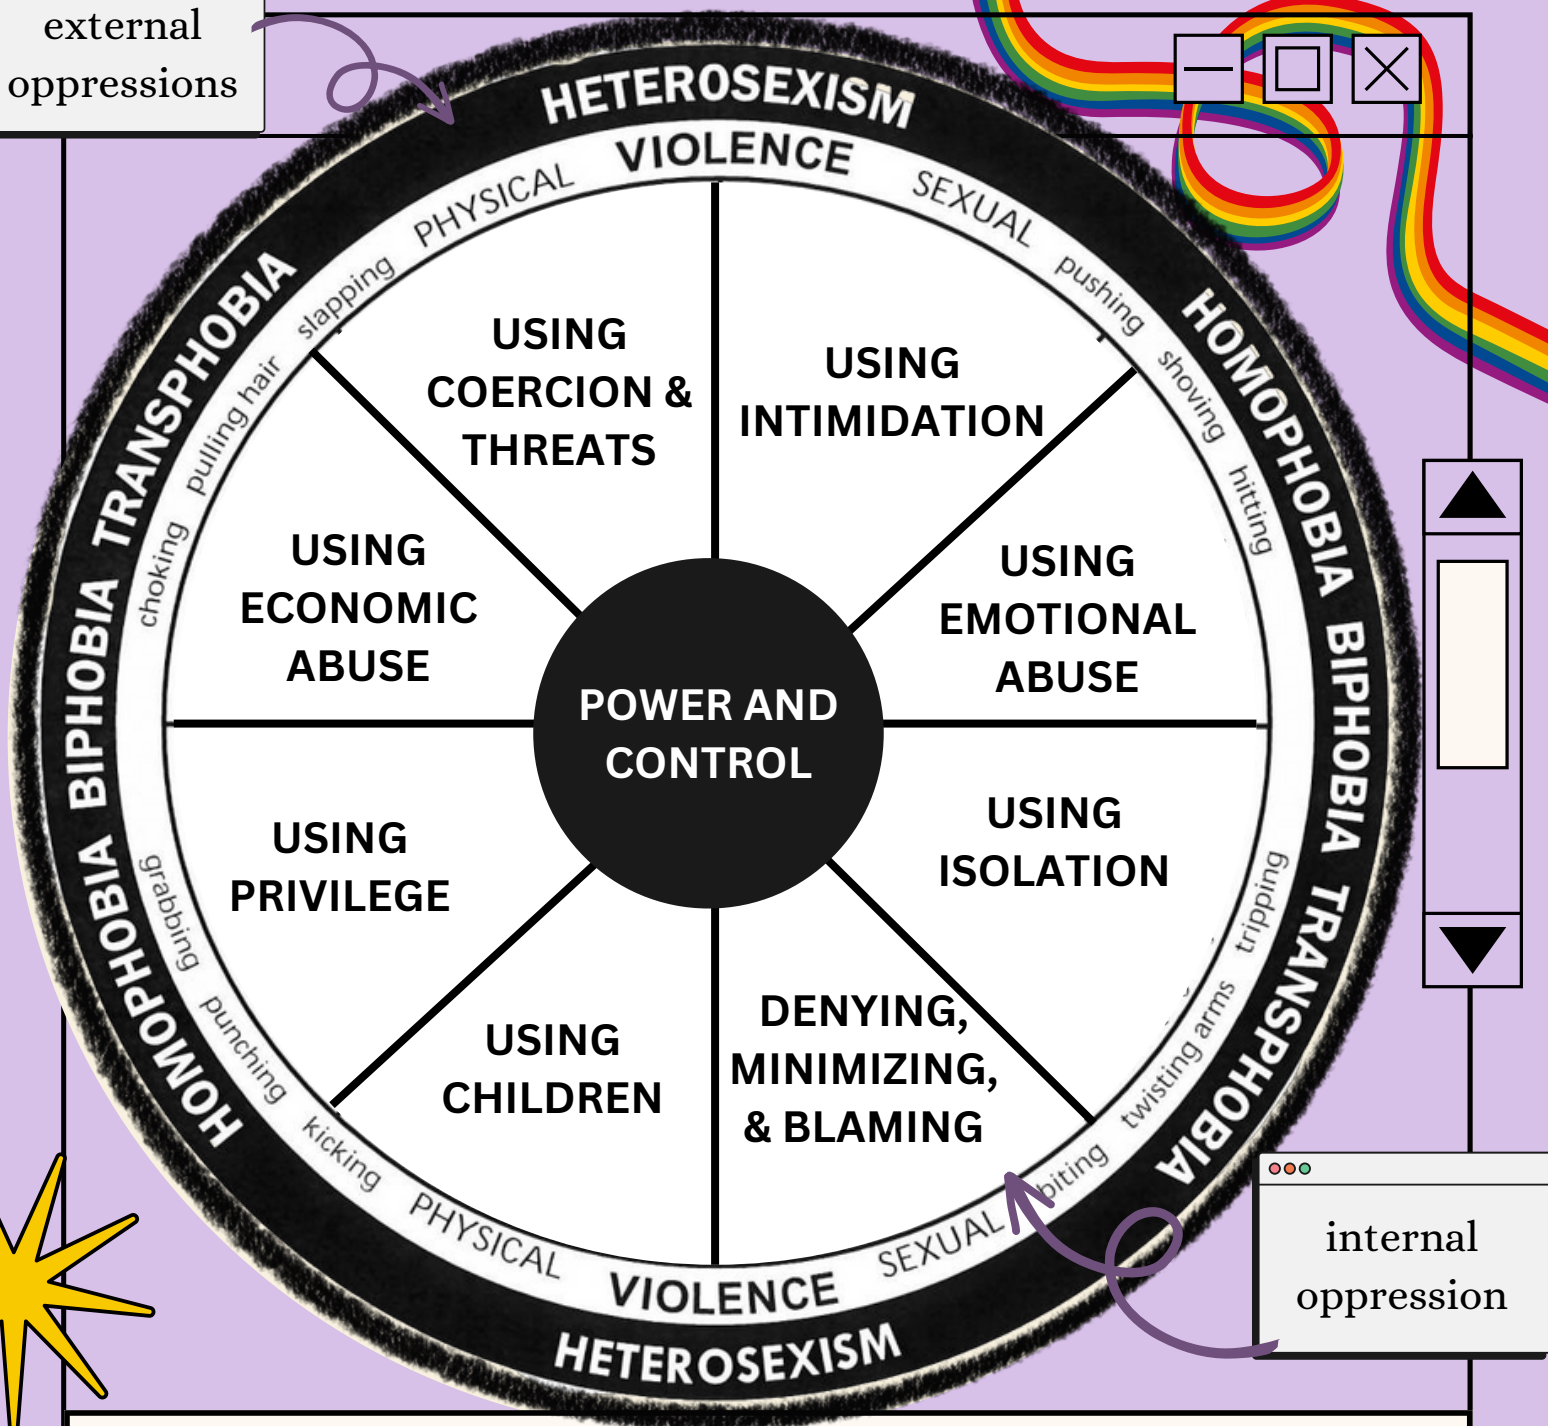 external
oppressions
HETEROSEXISM
HOMOPHOBIA
BIPHOBIA
TRANSPHOBIA
HETEROSEXISM
HOMOPHOBIA
BIPHOBIA
TRANSPHOBIA
VIOLENCE
SEXUAL
pushing
shoving
hitting
tripping
twisting arms
biting
SEXUAL
VIOLENCE
PHYSICAL
kicking
punching
grabbing
choking
pulling hair
slapping
PHYSICAL
USING
COERCION &
THREATS
USING
INTIMIDATION
USING
ECONOMIC
ABUSE
USING
EMOTIONAL
ABUSE
POWER AND
CONTROL
USING
PRIVILEGE
USING
ISOLATION
USING
CHILDREN
DENYING,
MINIMIZING,
& BLAMING
internal
oppression